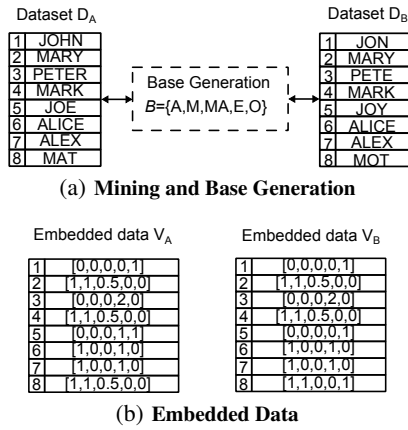 Dataset D_A
1 JOHN
2 MARY
3 PETER
4 MARK
5 JOE
6 ALICE
7 ALEX
8 MAT
Base Generation
B={A,M,MA,E,O}
Dataset D_B
1 JON
2 MARY
3 PETE
4 MARK
5 JOY
6 ALICE
7 ALEX
8 MOT
(a) Mining and Base Generation
Embedded data V_A
1 [0,0,0,0,1]
2 [1,1,0.5,0,0]
3 [0,0,0,2,0]
4 [1,1,0.5,0,0]
5 [0,0,0,1,1]
6 [1,0,0,1,0]
7 [1,0,0,1,0]
8 [1,1,0.5,0,0]
Embedded data V_B
1 [0,0,0,0,1]
2 [1,1,0.5,0,0]
3 [0,0,0,2,0]
4 [1,1,0.5,0,0]
5 [0,0,0,0,1]
6 [1,0,0,1,0]
7 [1,0,0,1,0]
8 [1,1,0,0,1]
(b) Embedded Data